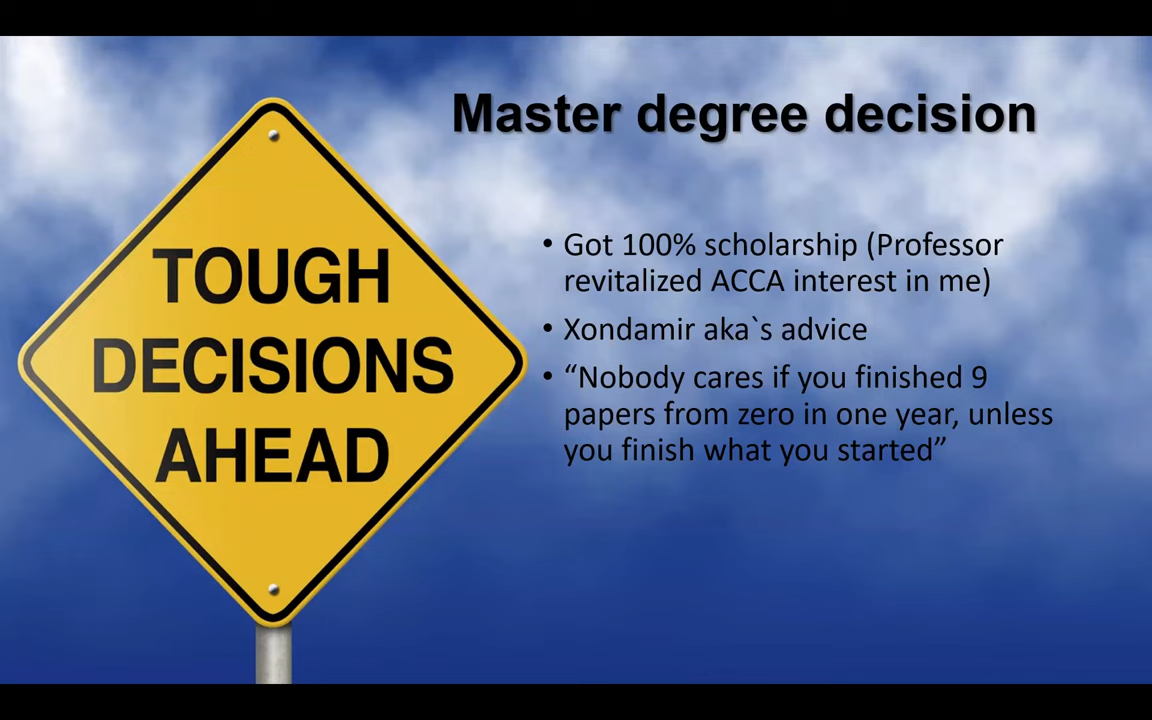 Master degree decision
TOUGH
DECISIONS
AHEAD
• Got 100% scholarship (Professor
revitalized ACCA interest in me)
• Xondamir aka`s advice
• “Nobody cares if you finished 9
papers from zero in one year, unless
you finish what you started”